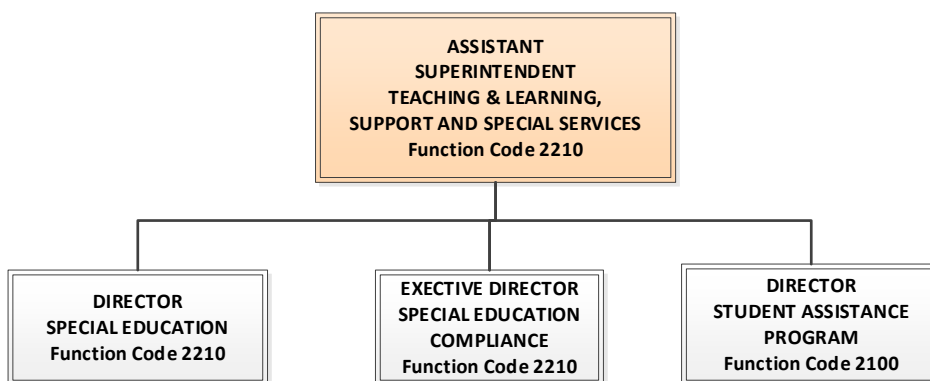 ASSISTANT
SUPERINTENDENT
TEACHING & LEARNING,
SUPPORT AND SPECIAL SERVICES
Function Code 2210
DIRECTOR
SPECIAL EDUCATION
Function Code 2210
EXECTIVE DIRECTOR
SPECIAL EDUCATION
COMPLIANCE
Function Code 2210
DIRECTOR
STUDENT ASSISTANCE
PROGRAM
Function Code 2100